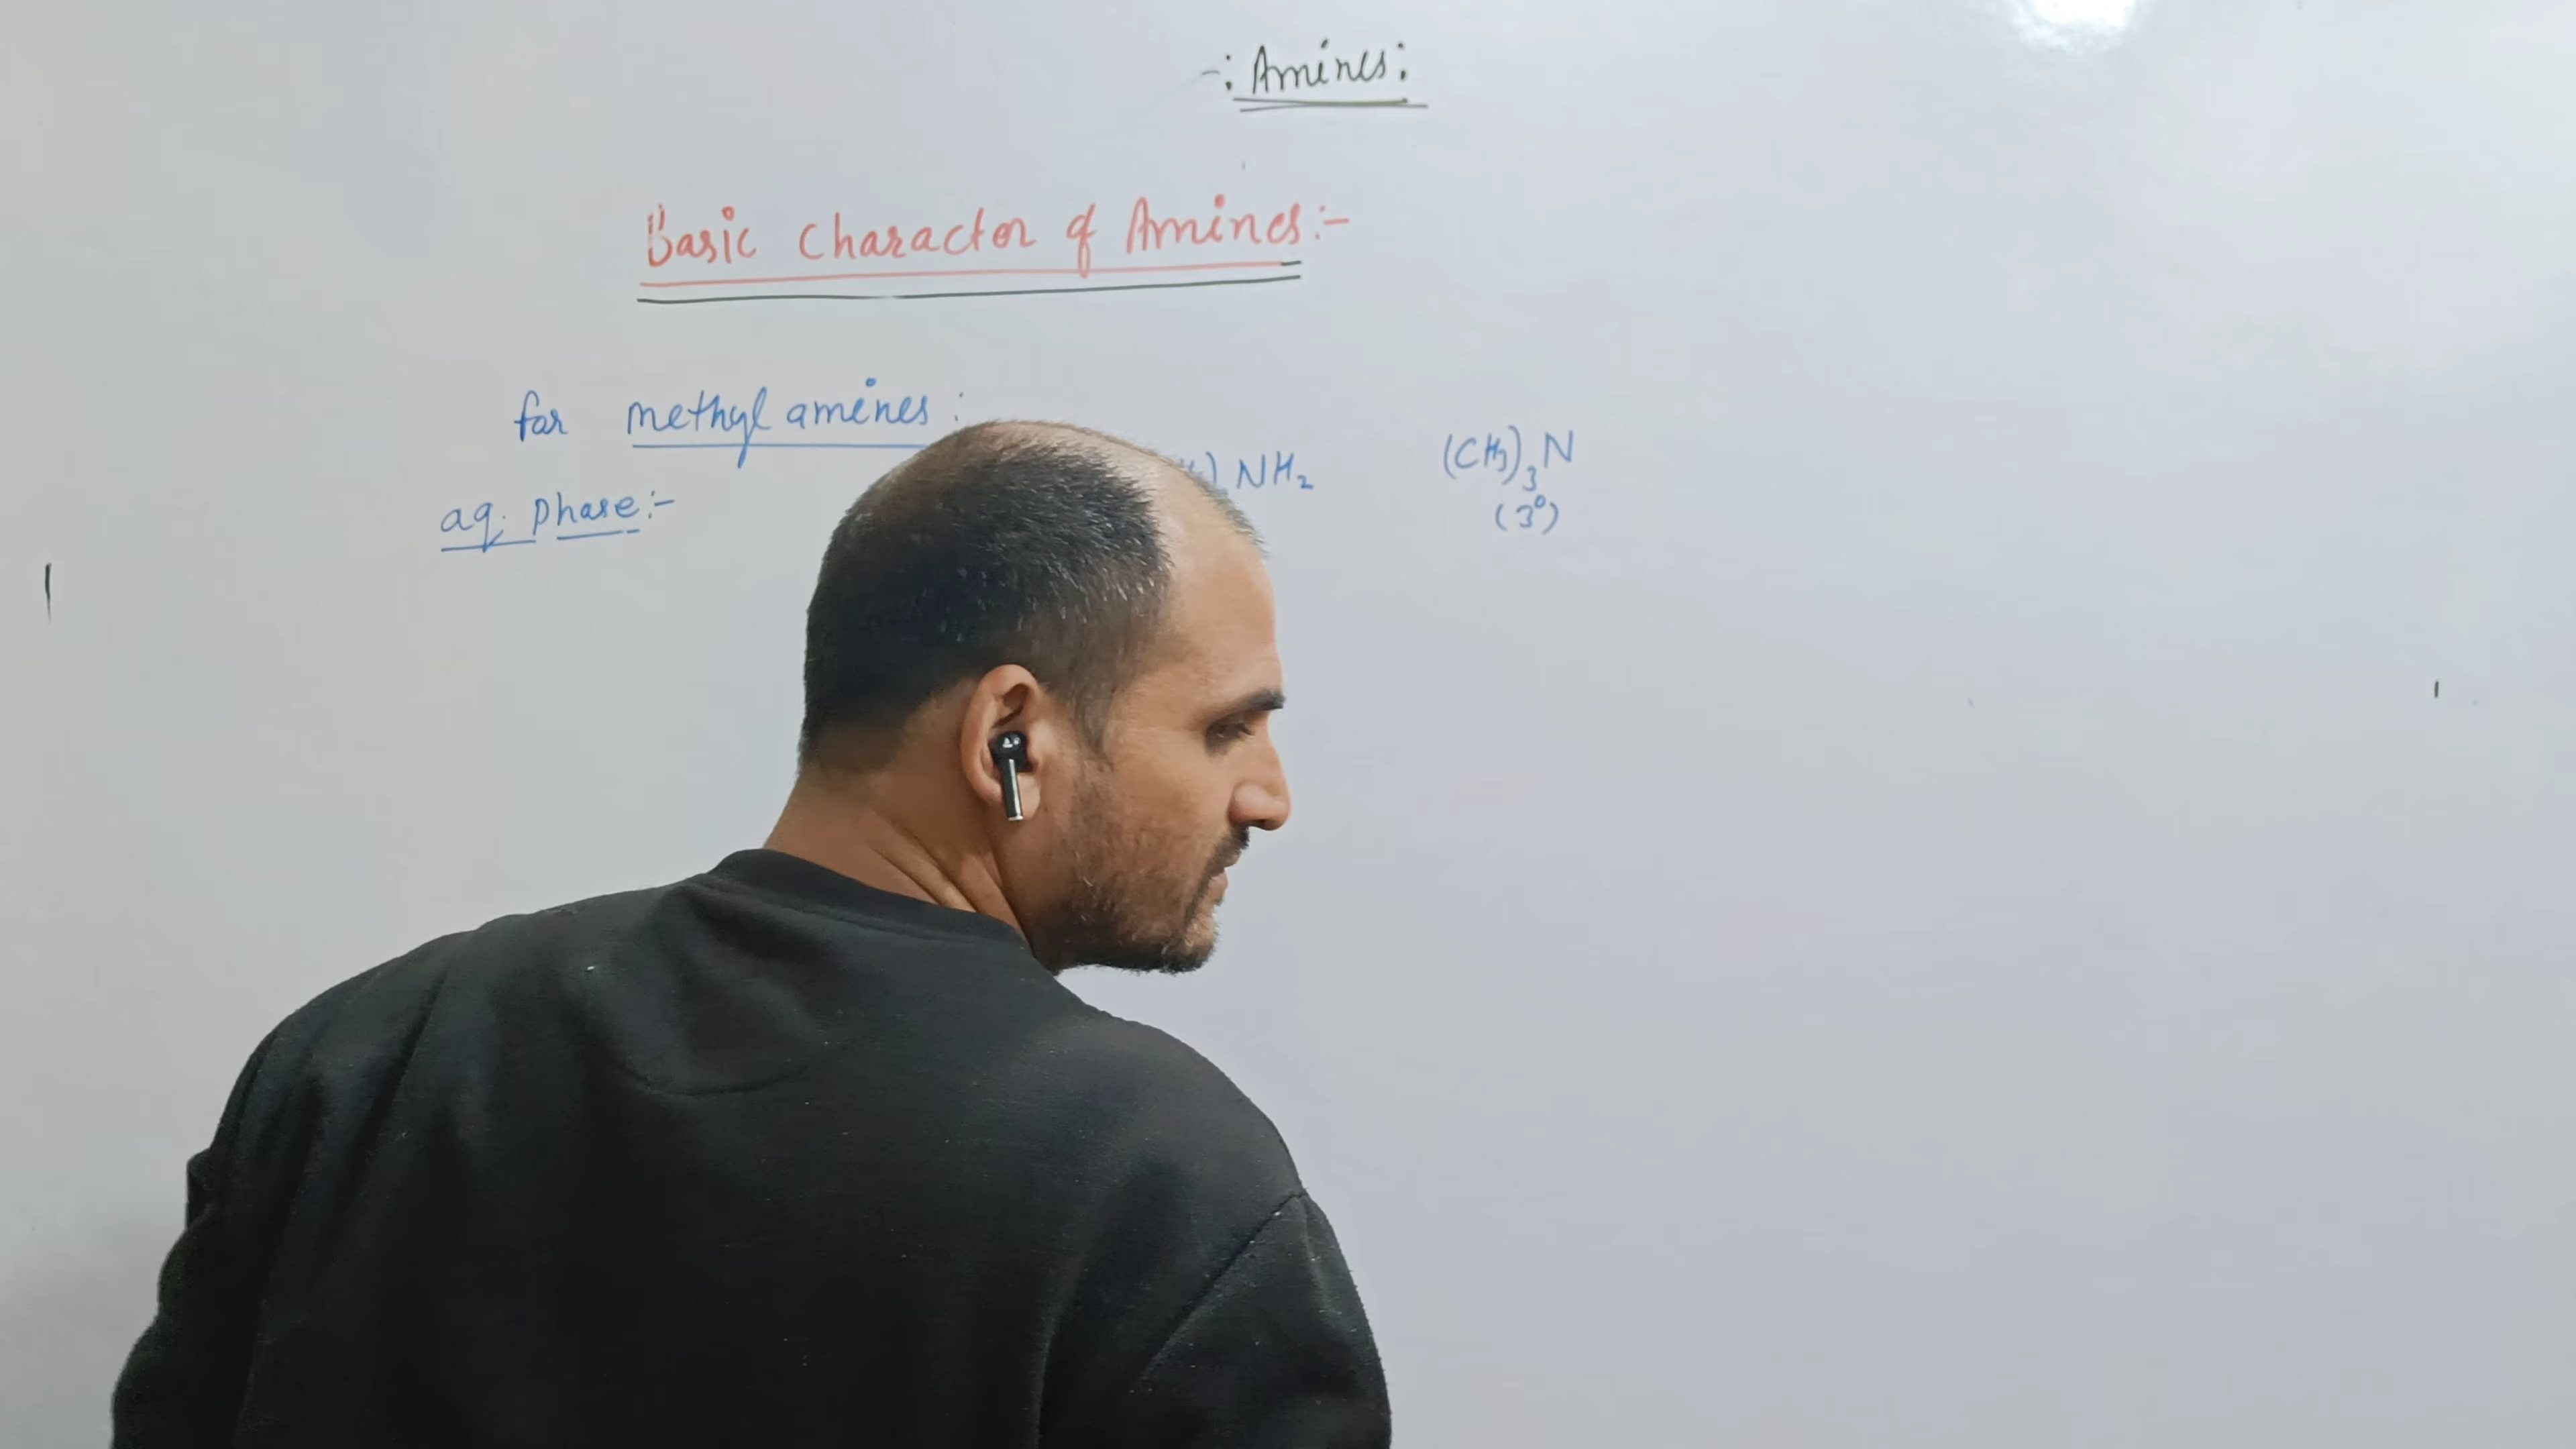 -: Amines:
Basic Character of Amines:-
for methyl amines:
NH₂ (CH₃)₃N
aq. phase:- (3°)